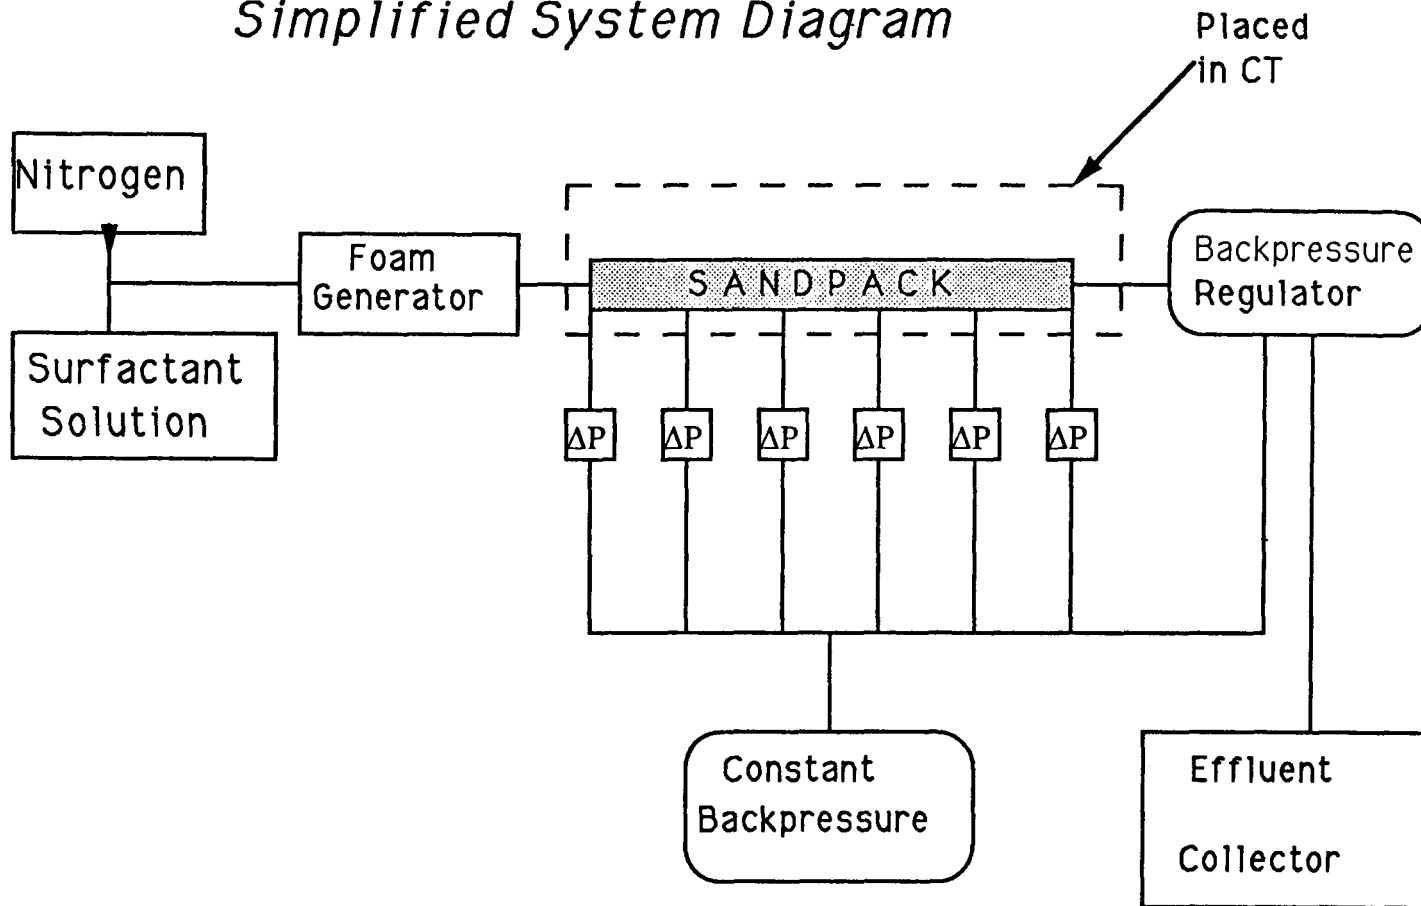 Simplified System Diagram
Placed
in CT
Nitrogen
Foam
Generator
SANDPACK
Backpressure
Regulator
Surfactant
Solution
ΔP ΔP ΔP ΔP ΔP ΔP
Constant
Backpressure
Effluent
Collector